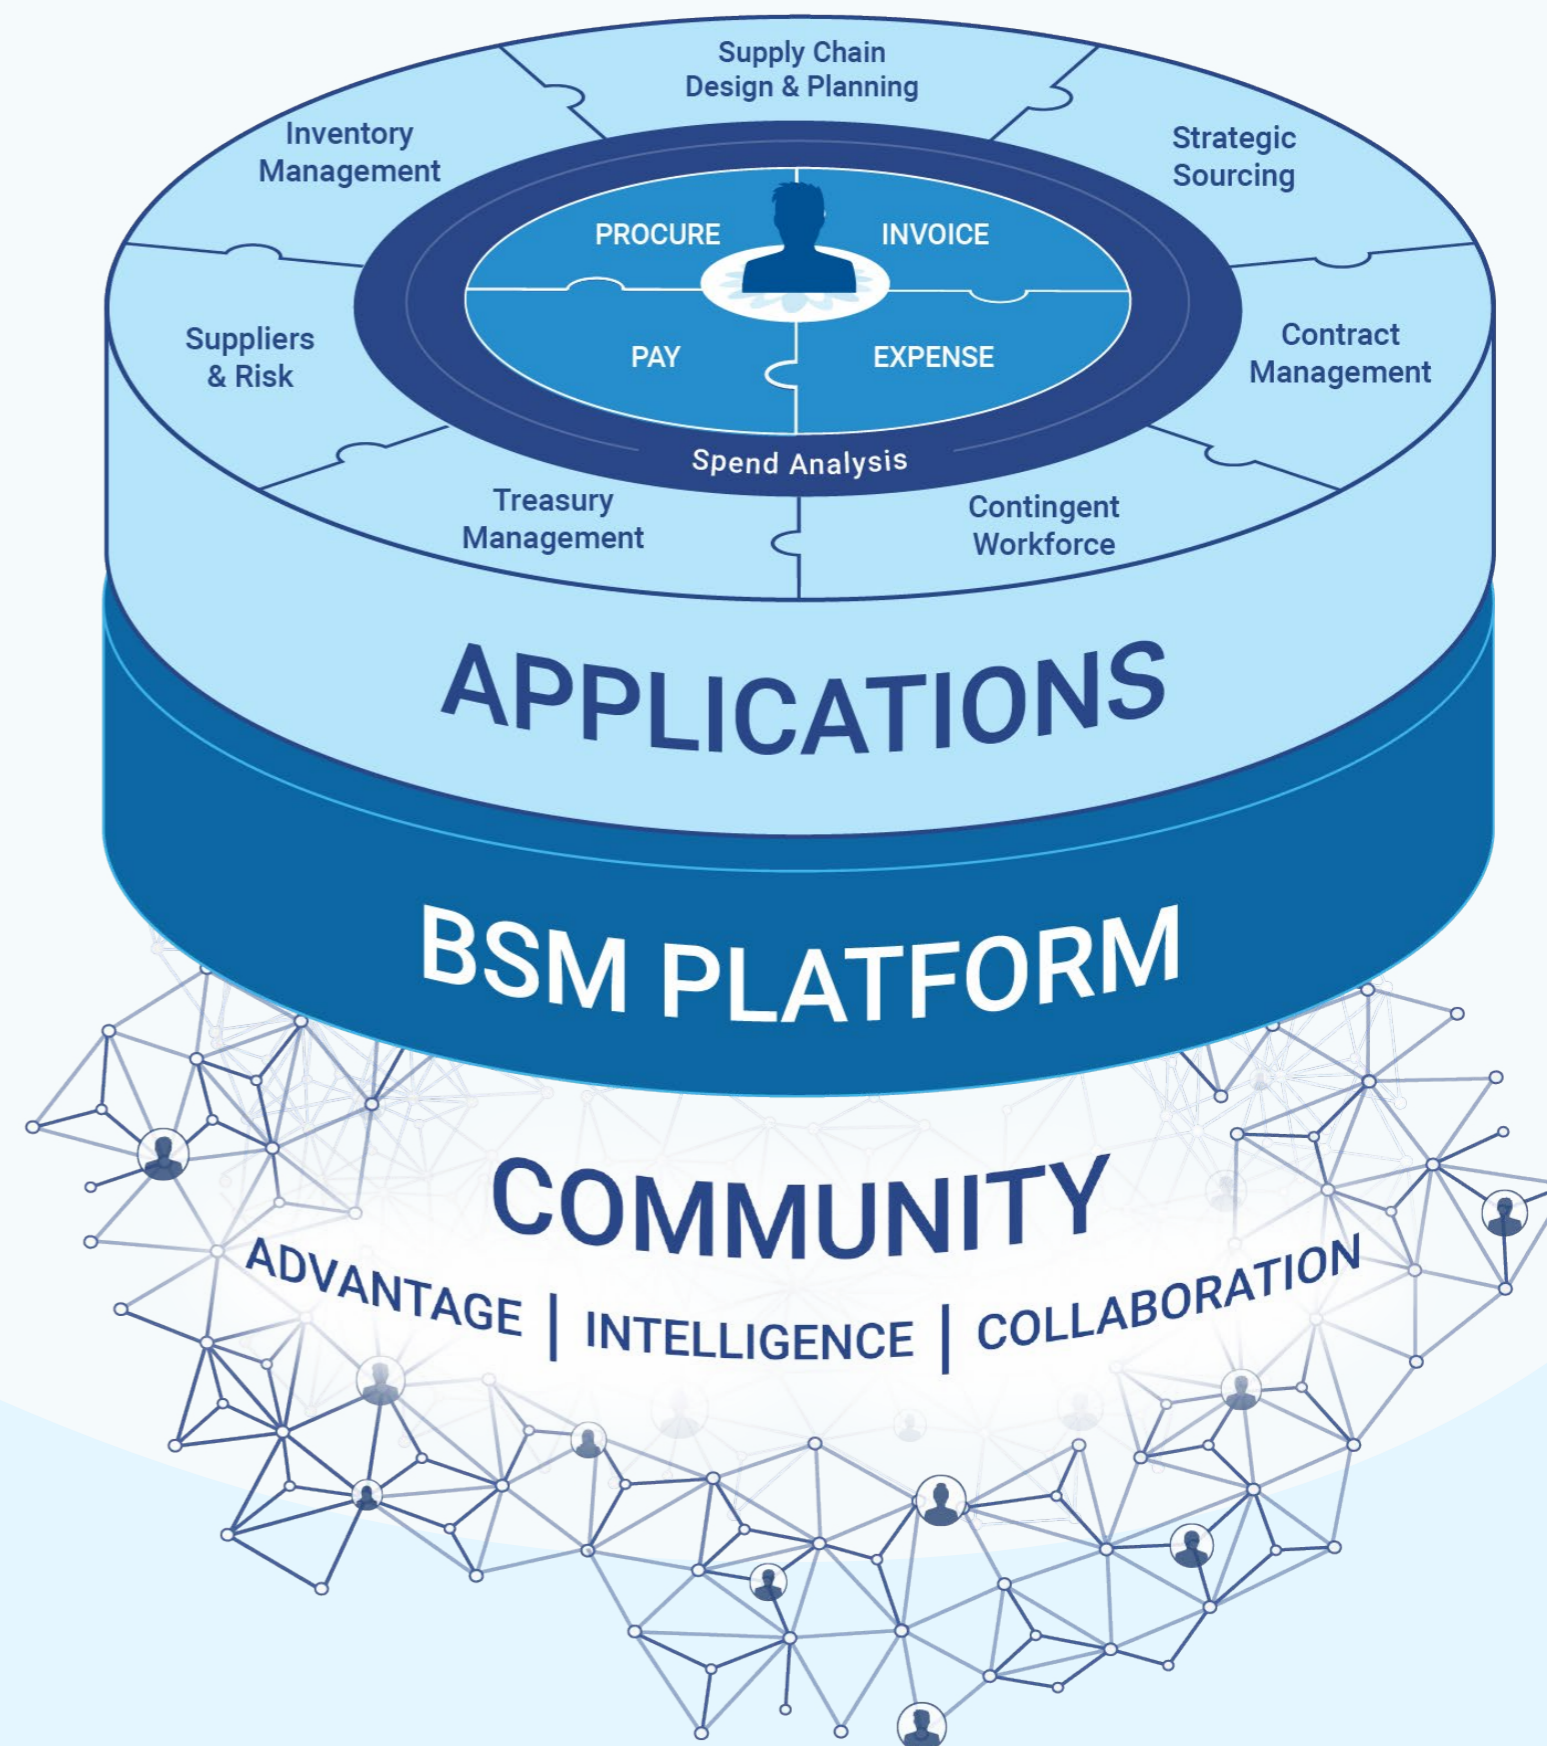 Supply Chain
Design & Planning
Inventory
Management
Strategic
Sourcing
PROCURE
INVOICE
Suppliers
& Risk
PAY
EXPENSE
Contract
Management
Spend Analysis
Treasury
Management
Contingent
Workforce
APPLICATIONS
BSM PLATFORM
COMMUNITY
ADVANTAGE | INTELLIGENCE | COLLABORATION